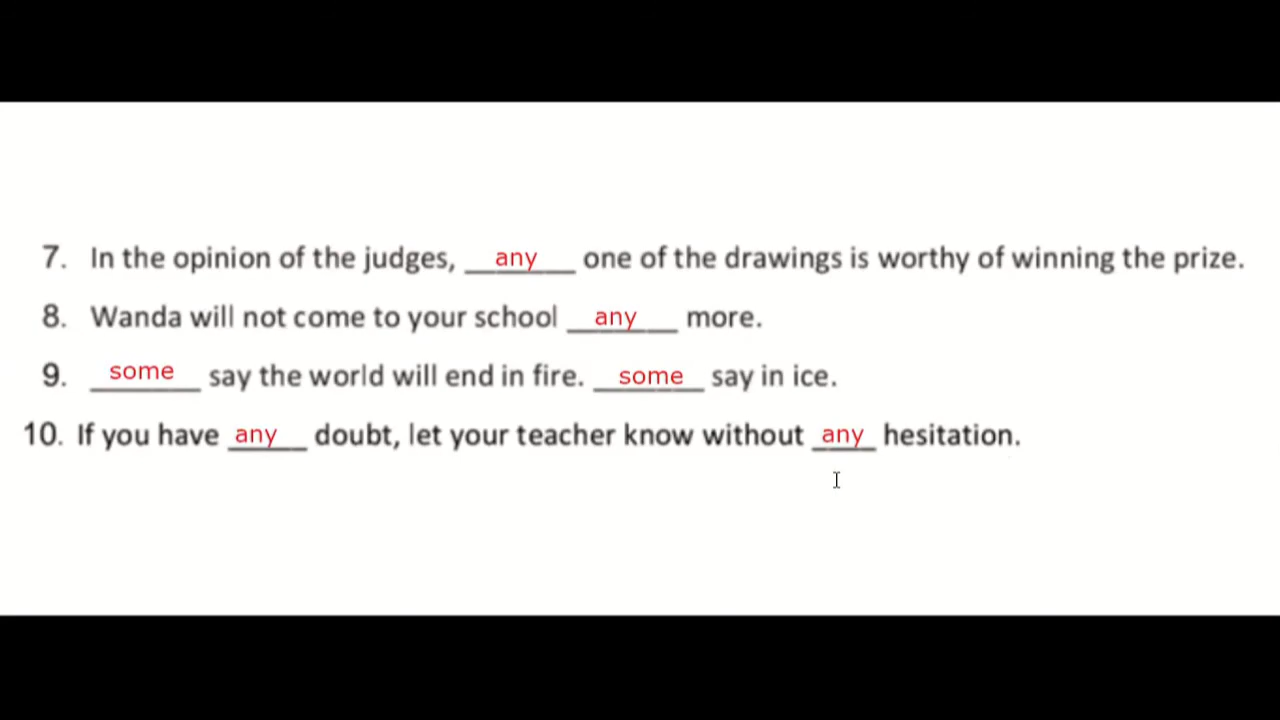 7. In the opinion of the judges, any one of the drawings is worthy of winning the prize.
8. Wanda will not come to your school any more.
9. some say the world will end in fire. some say in ice.
10. If you have any doubt, let your teacher know without any hesitation.